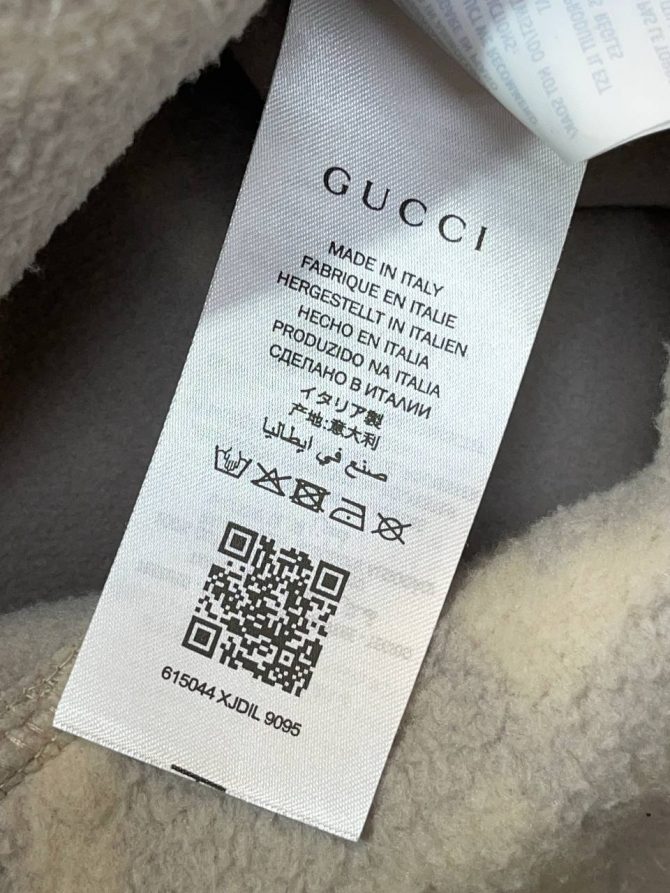 GUCCI
MADE IN ITALY
FABRIQUE EN ITALIE
HERGESTELLT IN ITALIEN
HECHO EN ITALIA
PRODUZIDO NA ITALIA
СДЕЛАНО В ИТАЛИИ
イタリア製
产地:意大利
صنع في ايطاليا
615044 XJDIL 9095